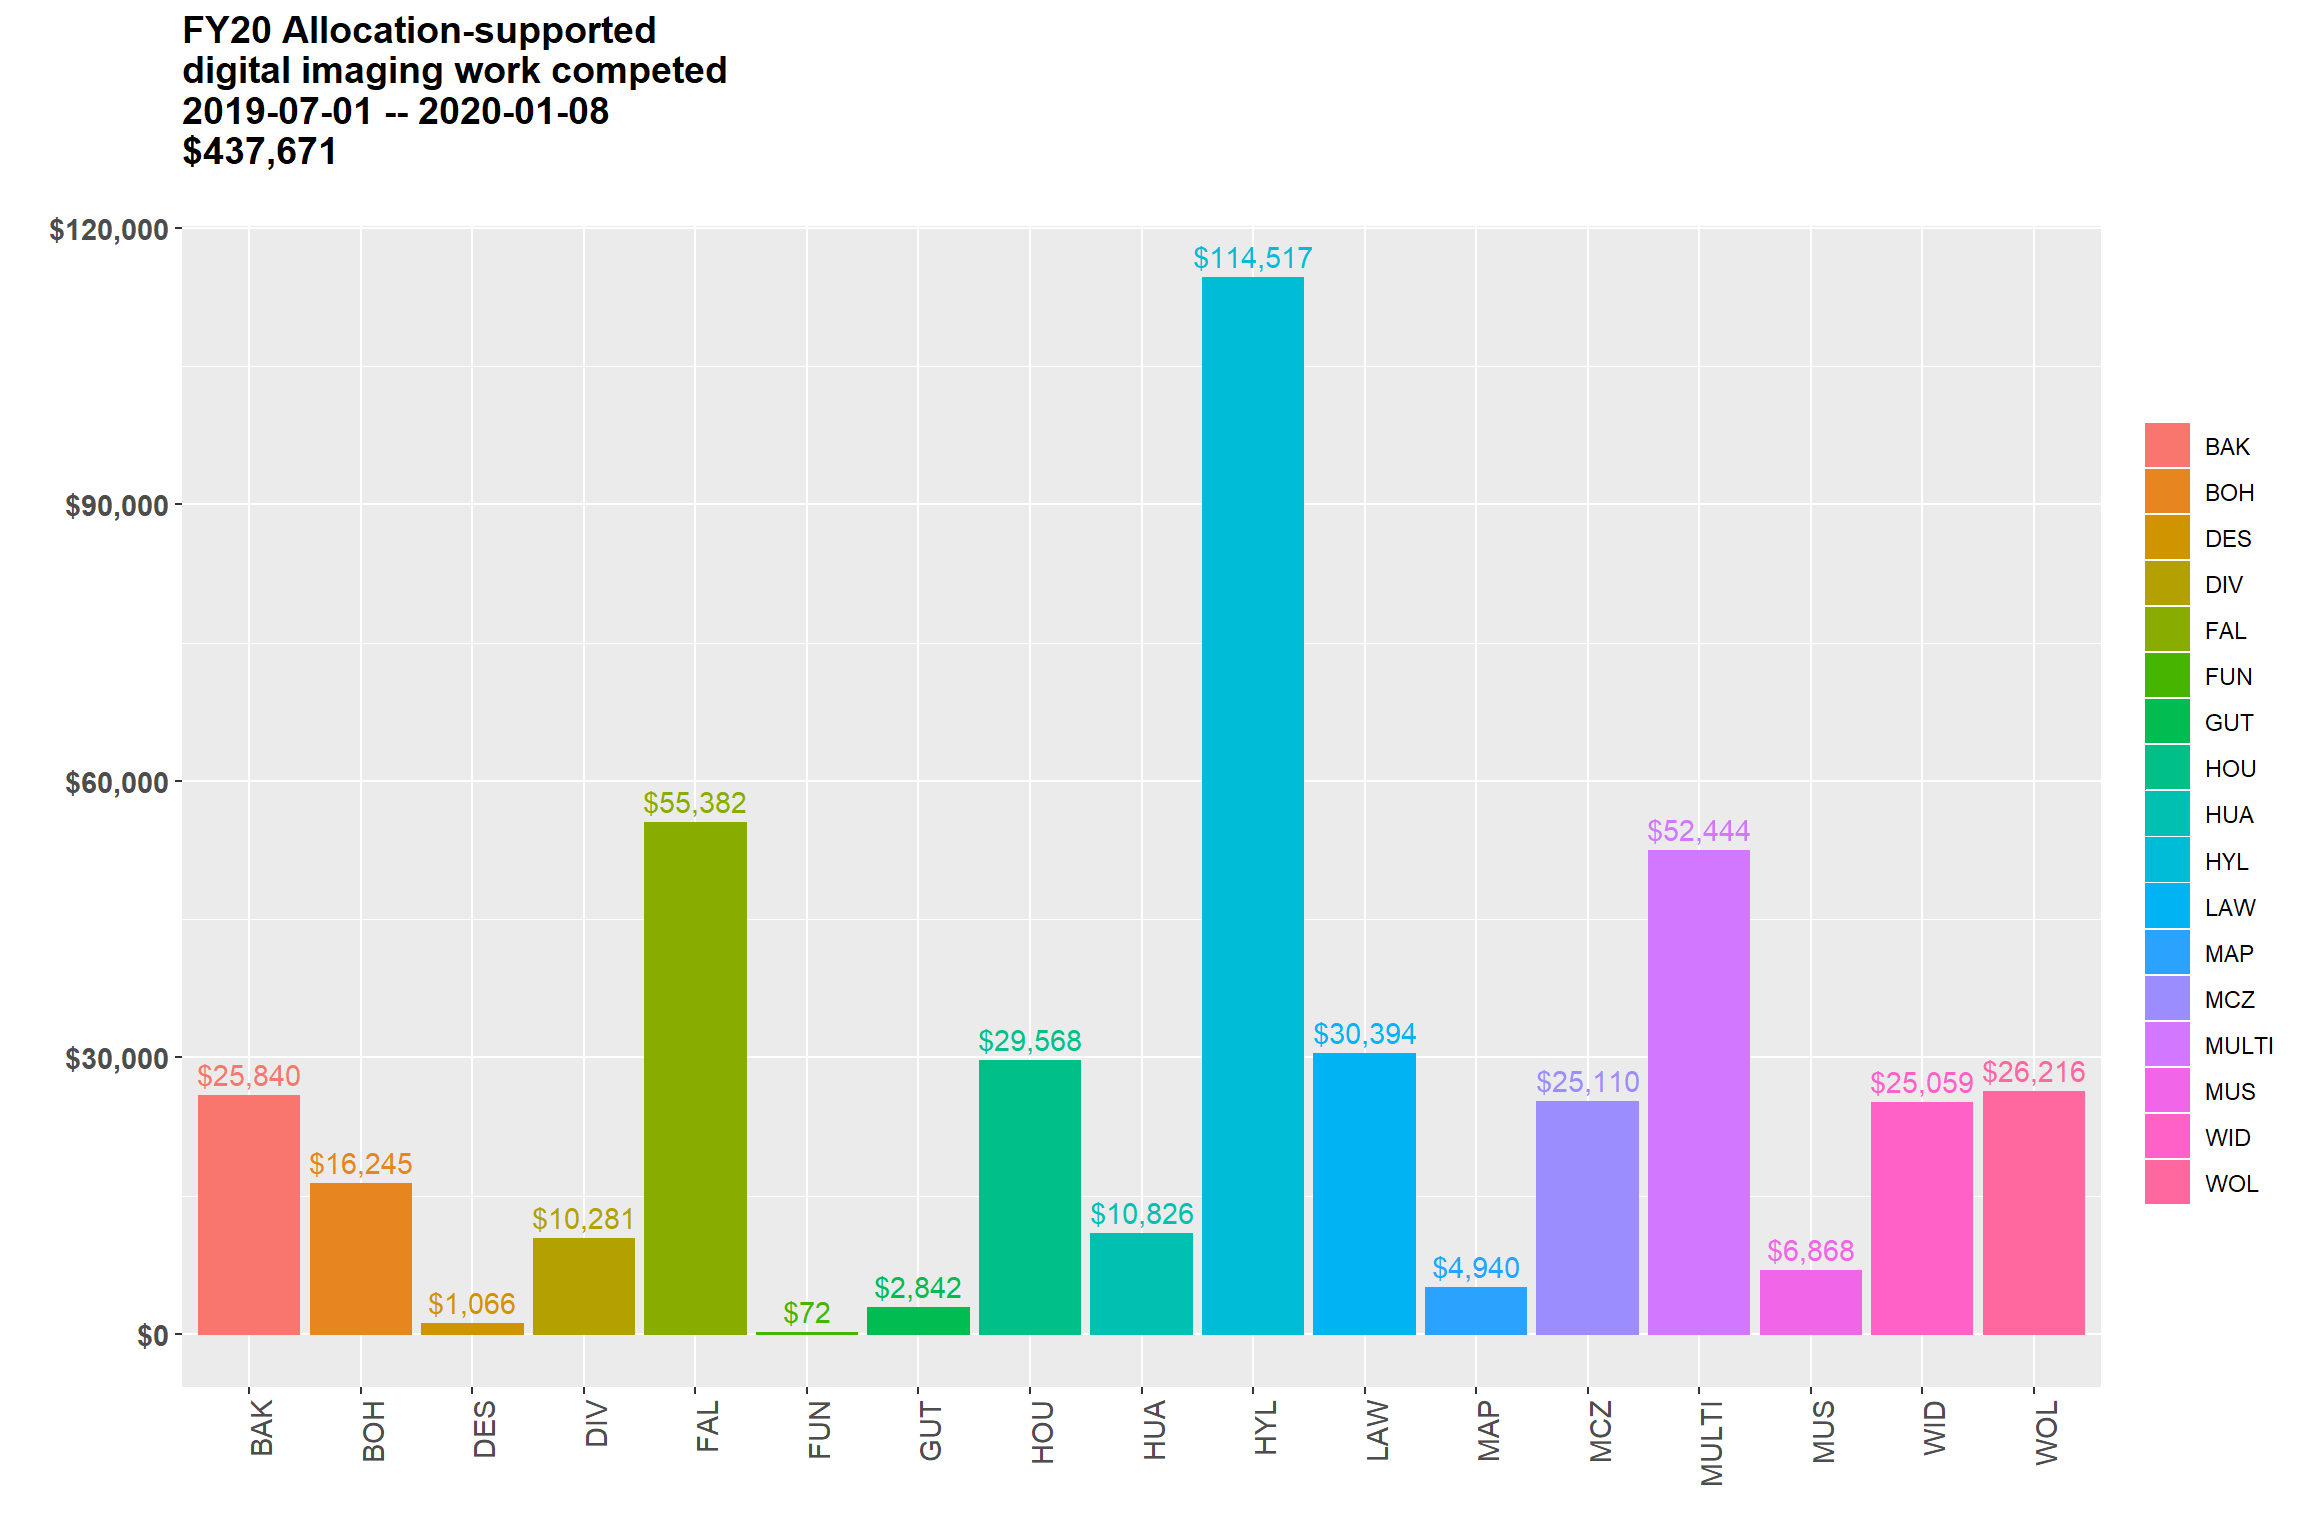 FY20 Allocation-supported
digital imaging work competed
2019-07-01 -- 2020-01-08
$437,671
$120,000
$90,000
$60,000
$30,000
$0
$25,840
$16,245
$1,066
$10,281
$55,382
$72
$2,842
$29,568
$10,826
$114,517
$30,394
$4,940
$25,110
$52,444
$6,868
$25,059
$26,216
BAK
BOH
DES
DIV
FAL
FUN
GUT
HOU
HUA
HYL
LAW
MAP
MCZ
MULTI
MUS
WID
WOL
BAK
BOH
DES
DIV
FAL
FUN
GUT
HOU
HUA
HYL
LAW
MAP
MCZ
MULTI
MUS
WID
WOL